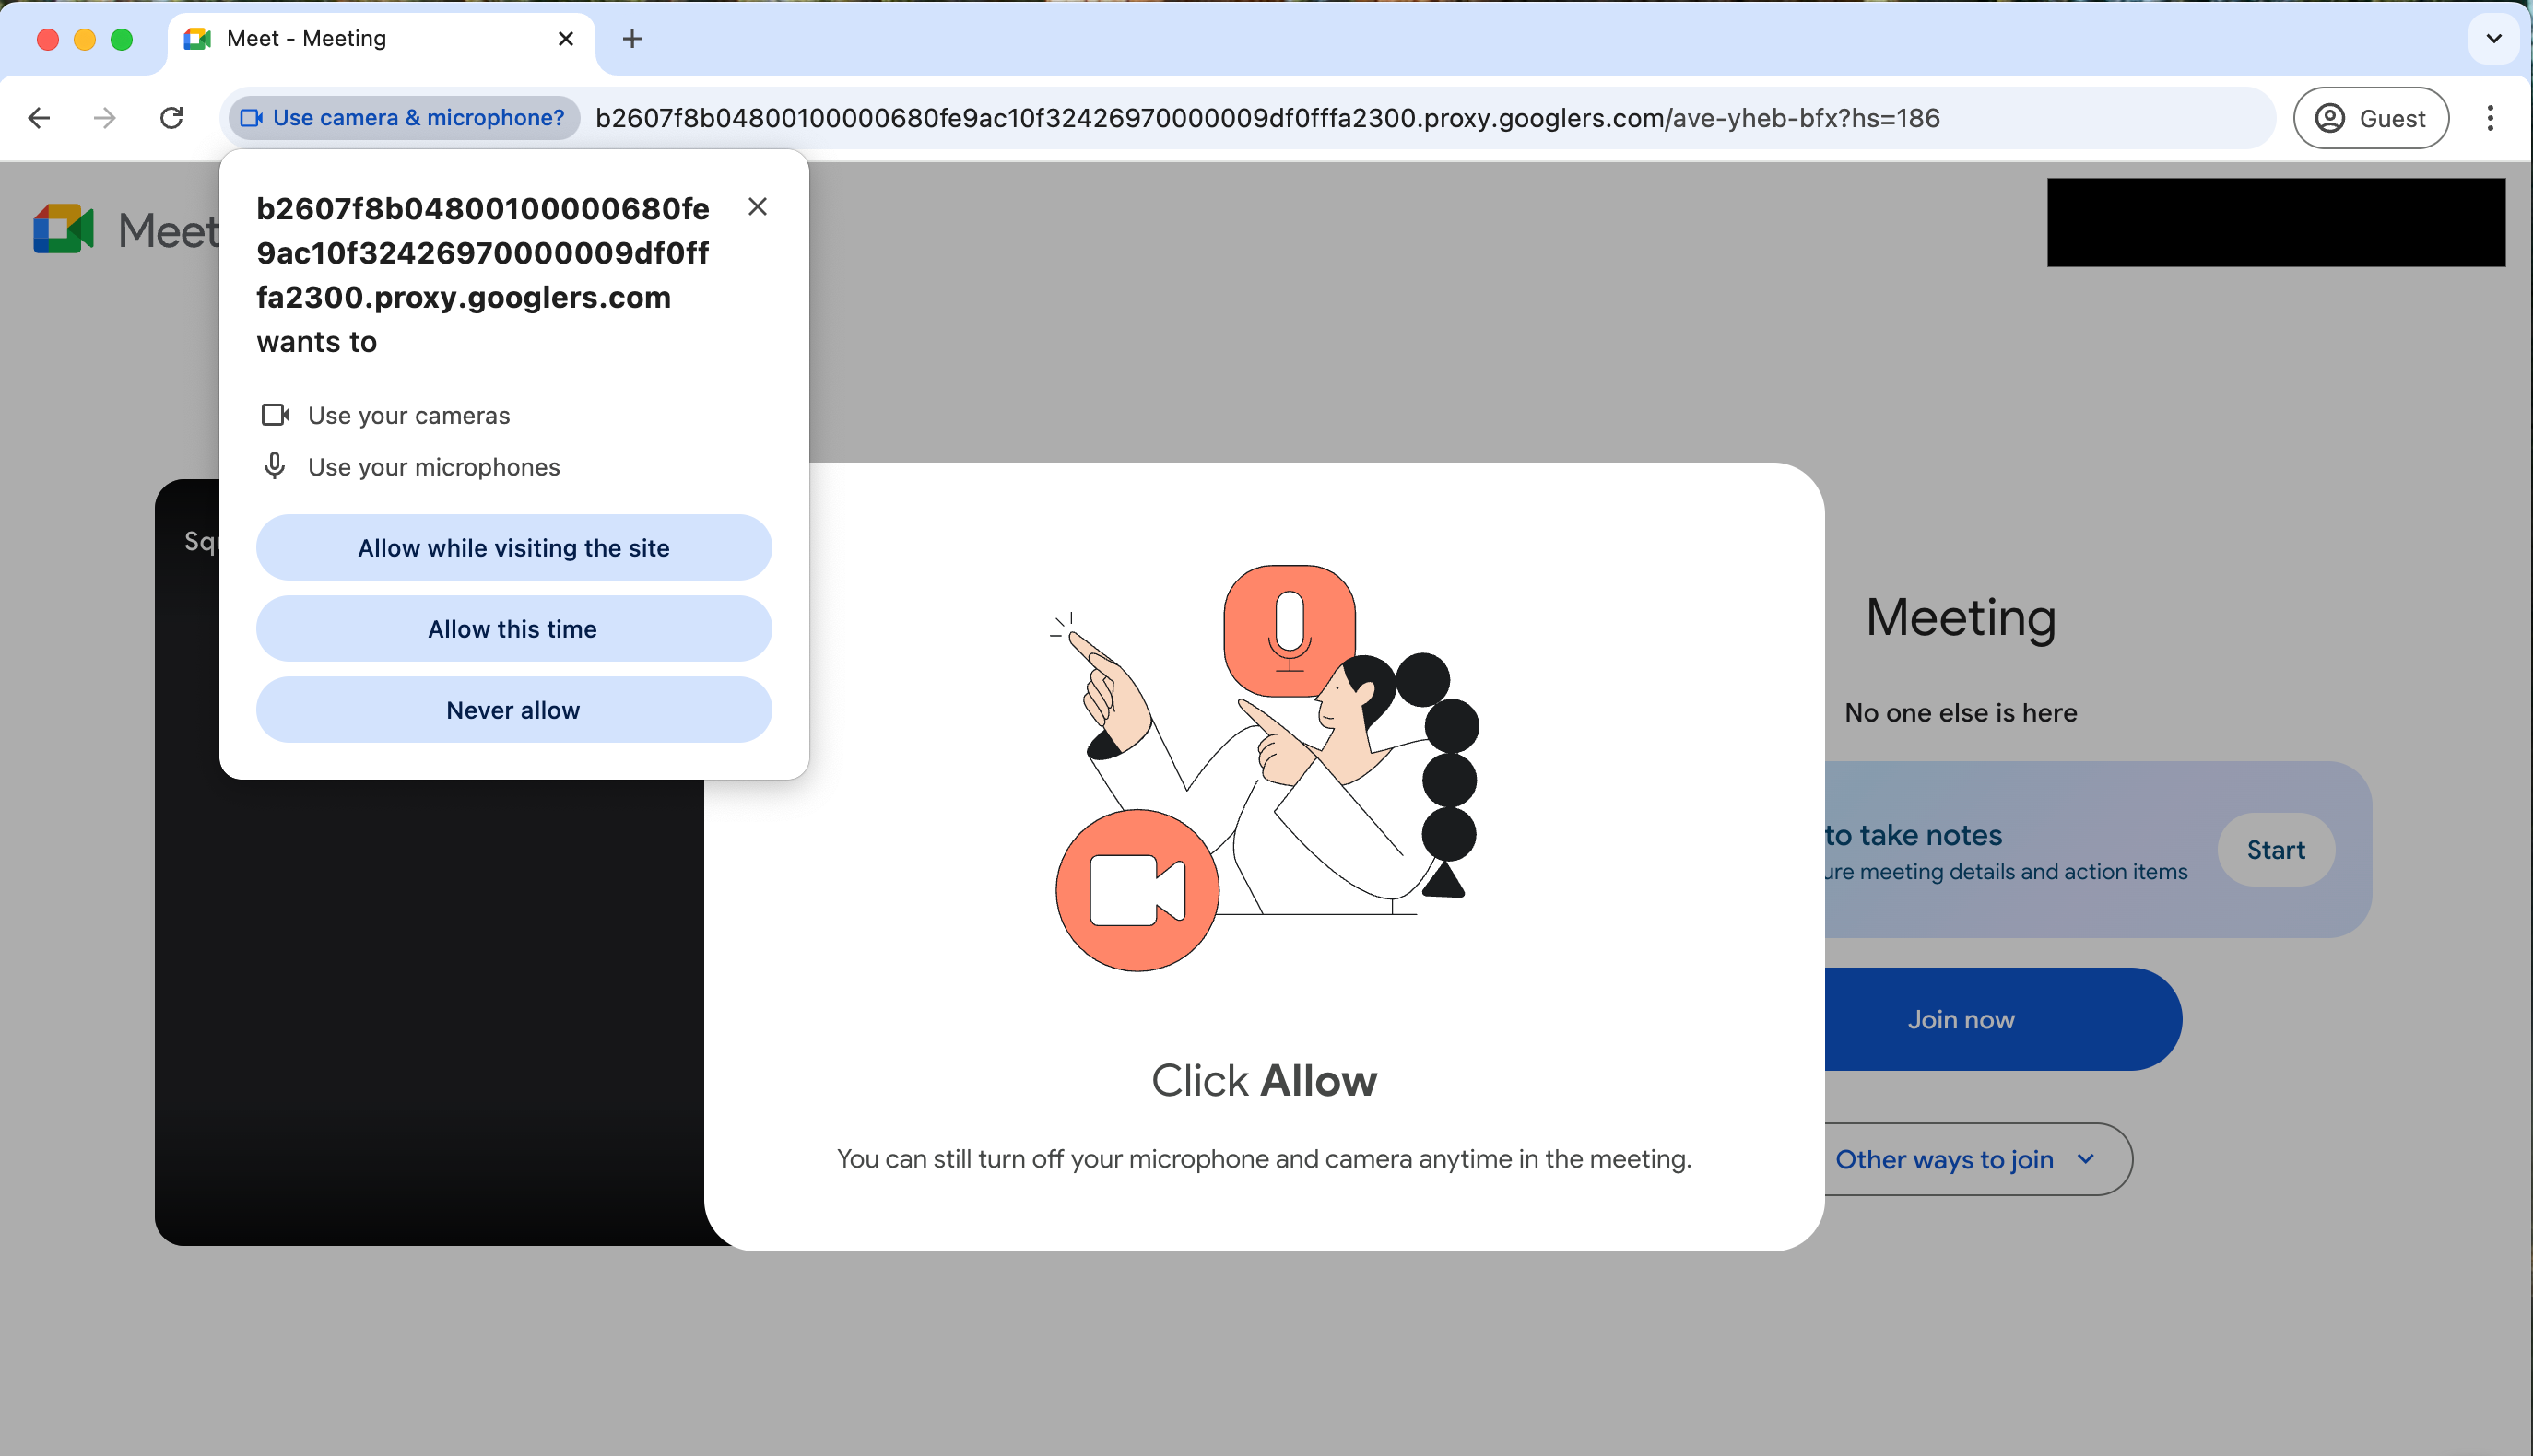 Meet - Meeting
Use camera & microphone?
b2607f8b04800100000680fe9ac10f32426970000009df0fffa2300.proxy.googlers.com/ave-yheb-bfx?hs=186
Guest
b2607f8b04800100000680fe
9ac10f32426970000009df0ff
fa2300.proxy.googlers.com
wants to
Use your cameras
Use your microphones
Allow while visiting the site
Allow this time
Never allow
Meet
Click Allow
You can still turn off your microphone and camera anytime in the meeting.
Meeting
No one else is here
to take notes
meeting details and action items
Start
Join now
Other ways to join